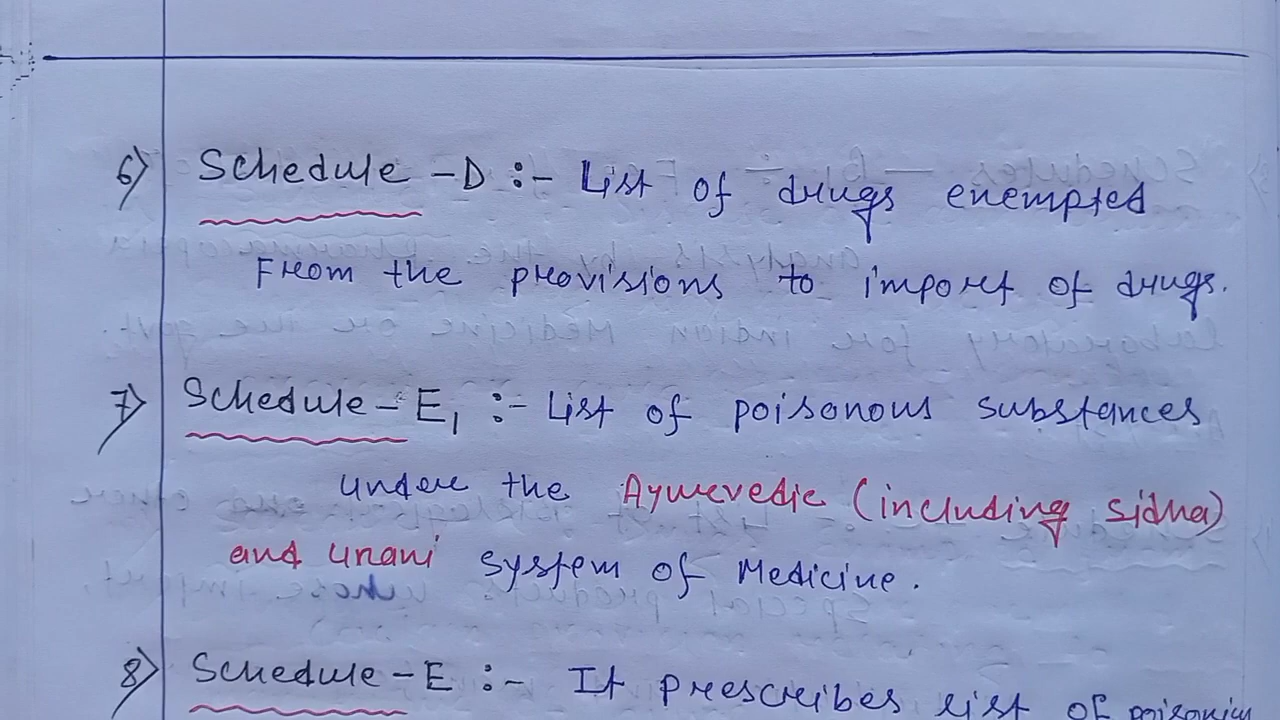 6) Schedule - D :- List of drugs exempted
From the provisions to import of drugs.
7) Schedule - E1 :- List of poisonous substances
under the Ayurvedic (including sidha)
and unani system of Medicine.
8) Schedule - E :- It prescribes list of